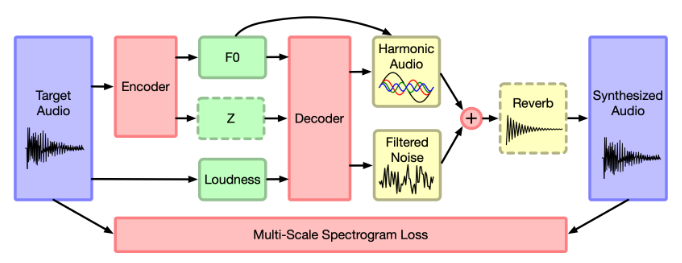 Target
Audio
Encoder
F0
Z
Loudness
Decoder
Harmonic
Audio
Filtered
Noise
+
Reverb
Synthesized
Audio
Multi-Scale Spectrogram Loss